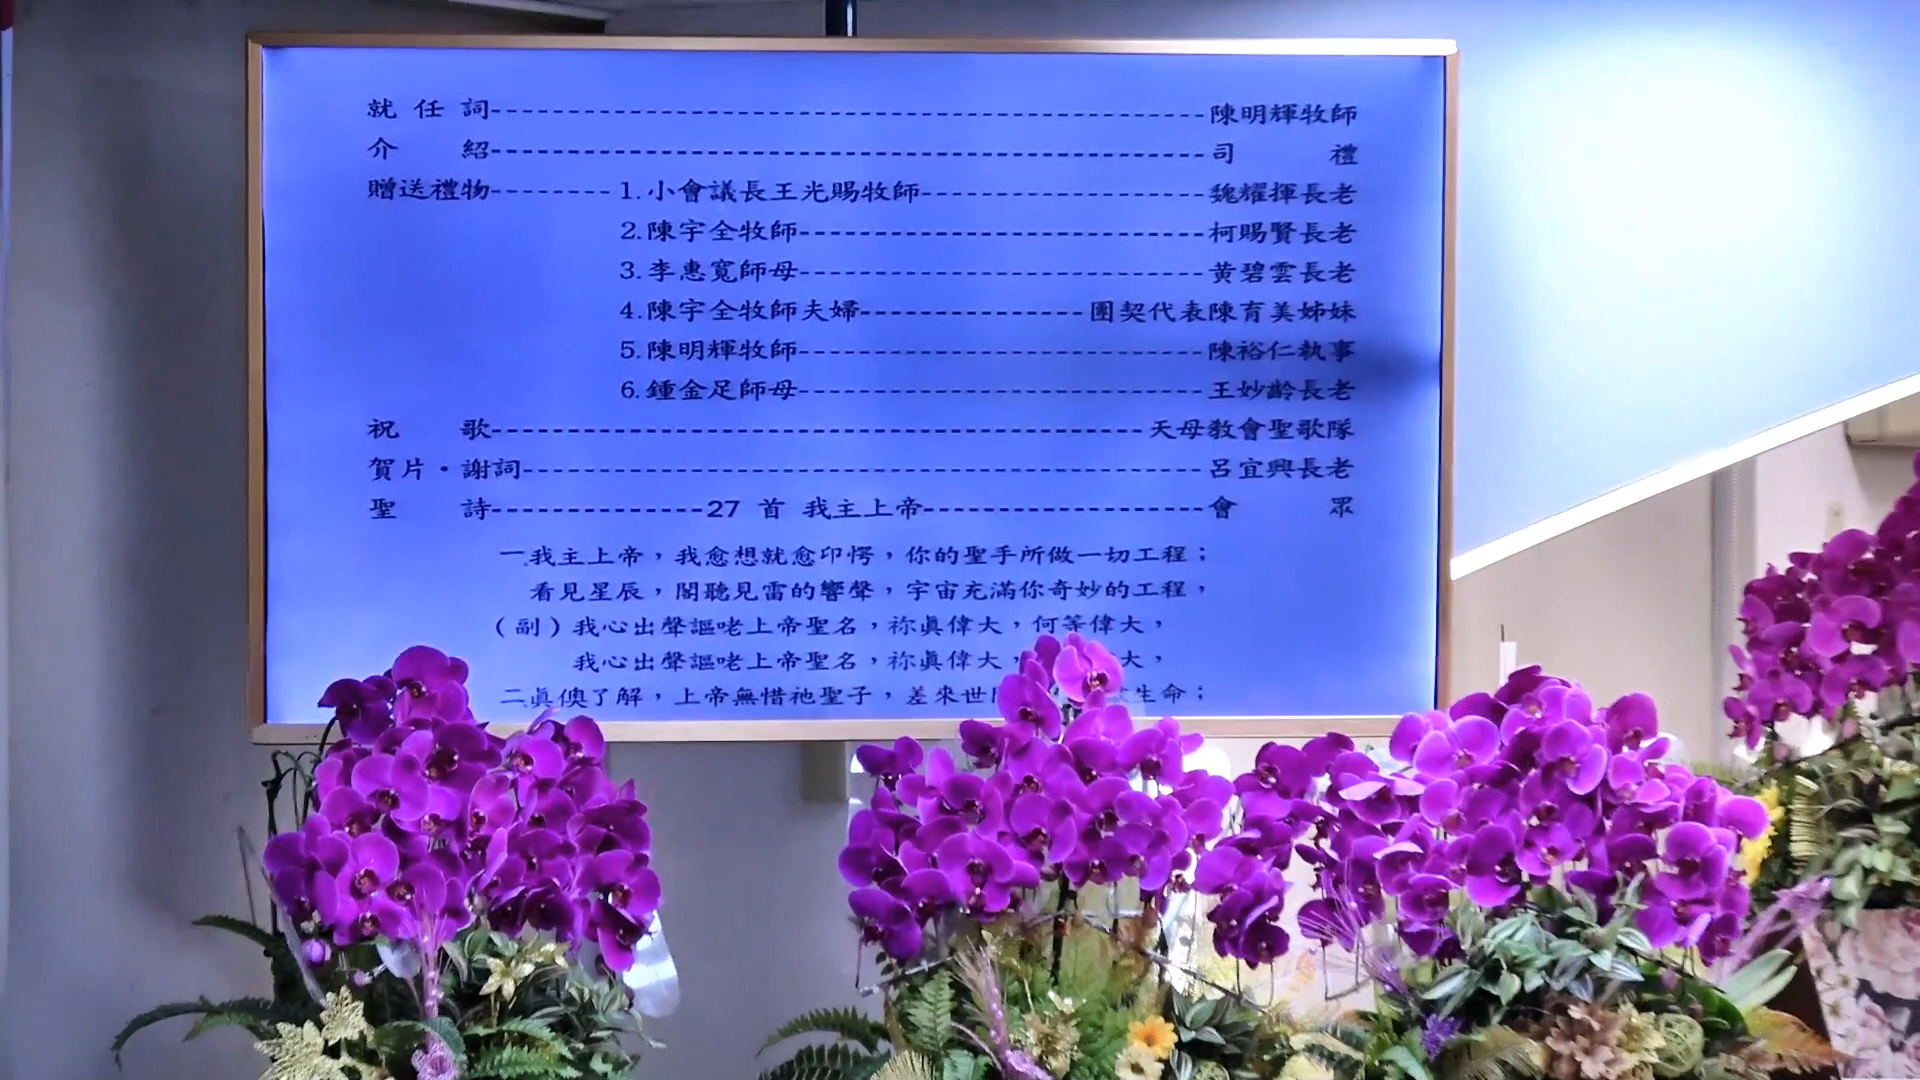 就任詞-----陳明輝牧師
介紹-----司禮
贈送禮物-----1.小會議長王光賜牧師-----魏耀揮長老
2.陳宇全牧師-----柯賜賢長老
3.李惠寬師母-----黃碧雲長老
4.陳宇全牧師夫婦-----團契代表陳育美姊妹
5.陳明輝牧師-----陳裕仁執事
6.鍾金足師母-----王妙齡長老
祝歌-----天母教會聖歌隊
賀片・謝詞-----呂宜興長老
聖詩-----27 首 我主上帝-----會眾
一.我主上帝，我愈想就愈卬愕，你的聖手所做一切工程；
看見星辰，閣聽見雷的響聲，宇宙充滿你奇妙的工程，
（副）我心出聲謳咾上帝聖名，祢真偉大，何等偉大，
我心出聲謳咾上帝聖名，祢真偉大，大，
二.真僫了解，上帝無惜祂聖子，差來世生命；